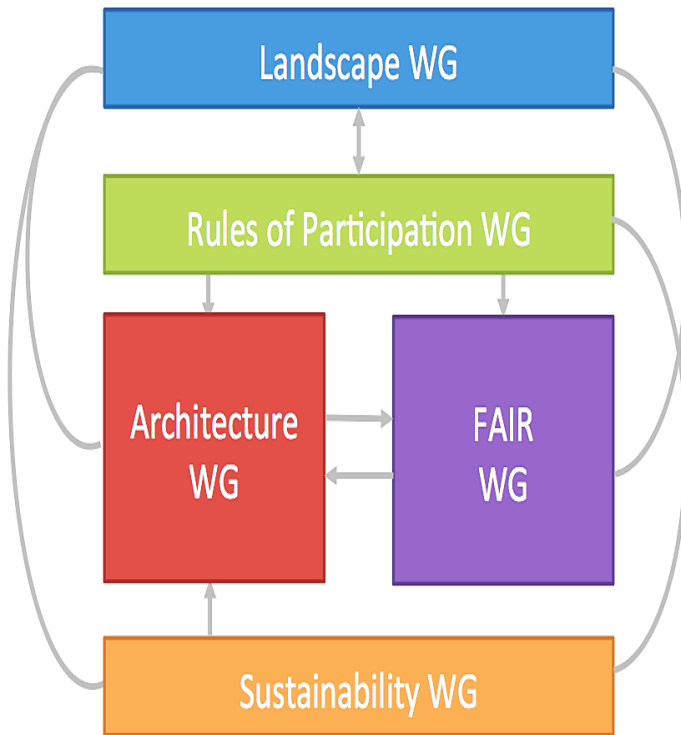 Landscape WG
Rules of Participation WG
Architecture
WG
FAIR
WG
Sustainability WG